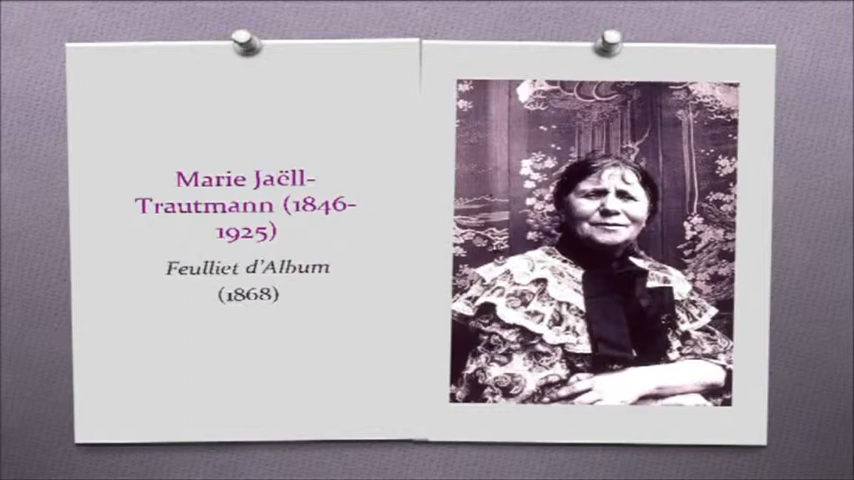 Marie Jaëll-
Trautmann (1846-
1925)
Feulliet d'Album
(1868)